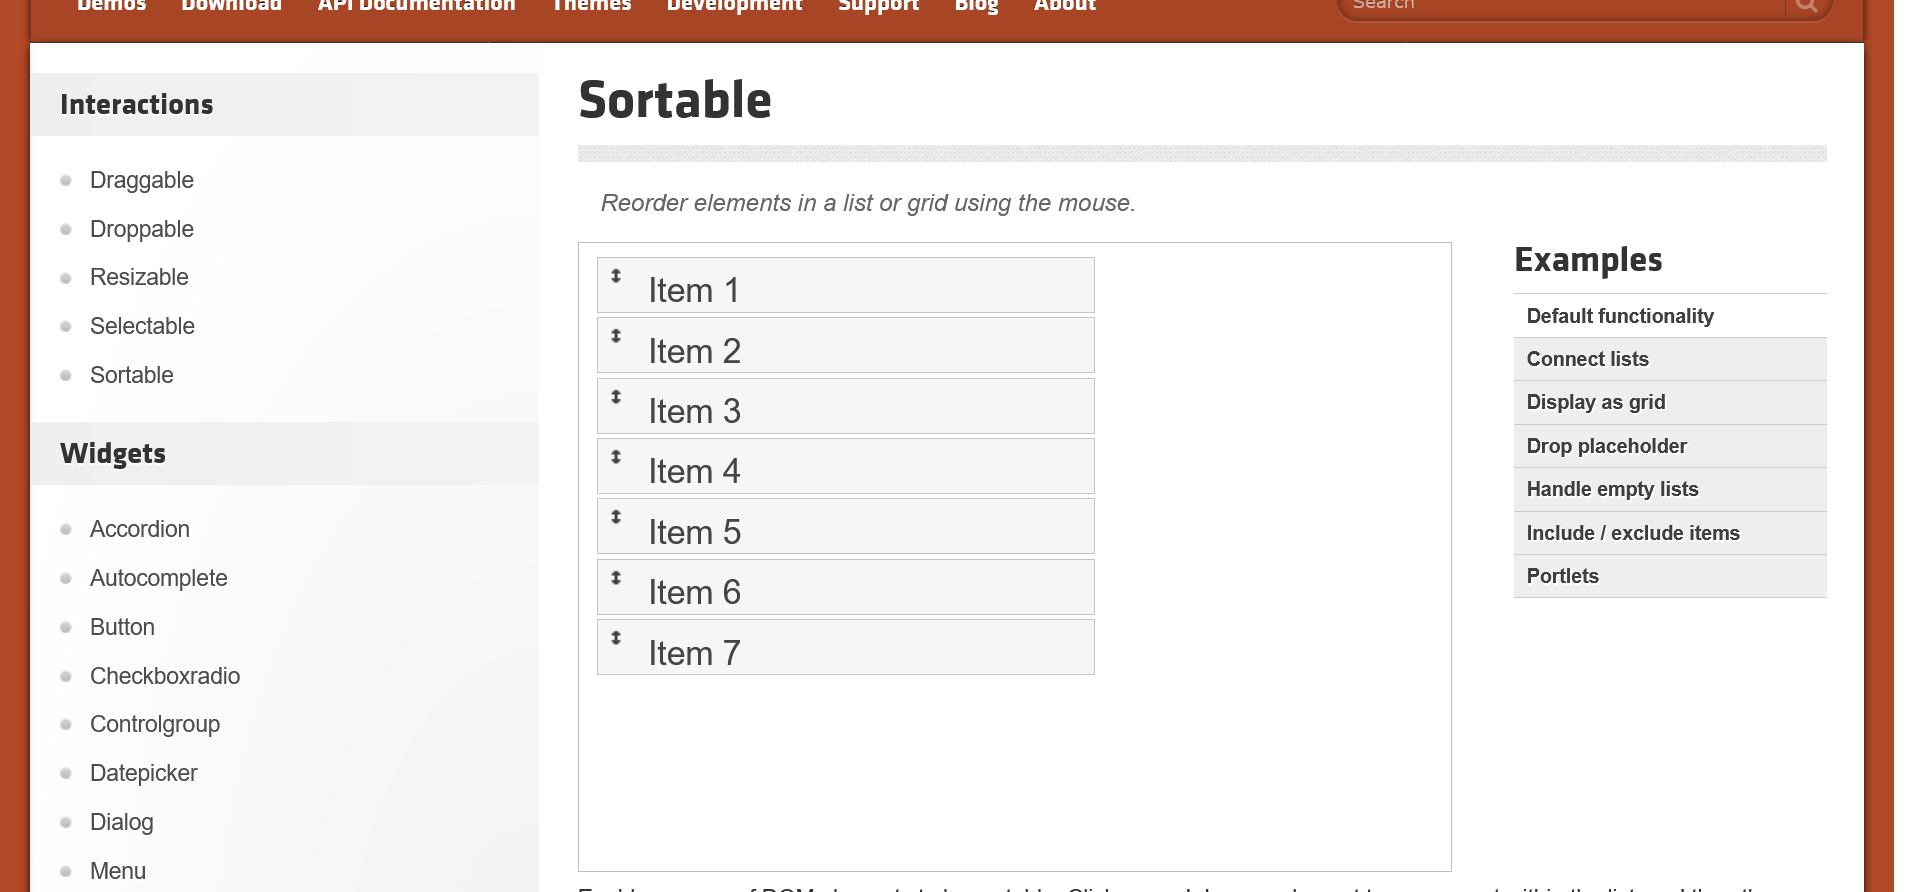 Demos Download API Documentation Themes Development Support Blog About
Search
Interactions
Draggable
Droppable
Resizable
Selectable
Sortable
Widgets
Accordion
Autocomplete
Button
Checkboxradio
Controlgroup
Datepicker
Dialog
Menu
Sortable
Reorder elements in a list or grid using the mouse.
Item 1
Item 2
Item 3
Item 4
Item 5
Item 6
Item 7
Examples
Default functionality
Connect lists
Display as grid
Drop placeholder
Handle empty lists
Include / exclude items
Portlets